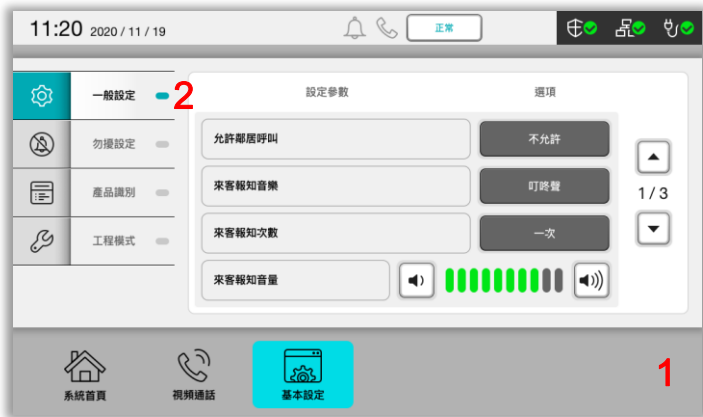 11:20 2020 / 11 / 19 正常
一般設定 2 設定參數 選項
勿擾設定 允許鄰居呼叫 不允許
產品識別 來客報知音樂 叮咚聲 1 / 3
工程模式 來客報知次數 一次
來客報知音量
系統首頁 視頻通話 基本設定 1